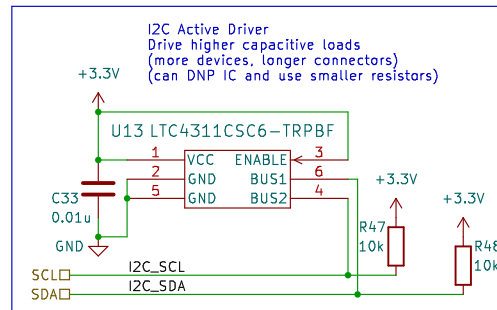 I2C Active Driver
Drive higher capacitive loads
(more devices, longer connectors)
(can DNP IC and use smaller resistors)
+3.3V
U13 LTC4311CSC6-TRPBF
1 VCC ENABLE 3
2 GND BUS1 6
5 GND BUS2 4
C33
0.01u
GND
+3.3V
+3.3V
R47
10k
R48
10k
SCL I2C_SCL
SDA I2C_SDA